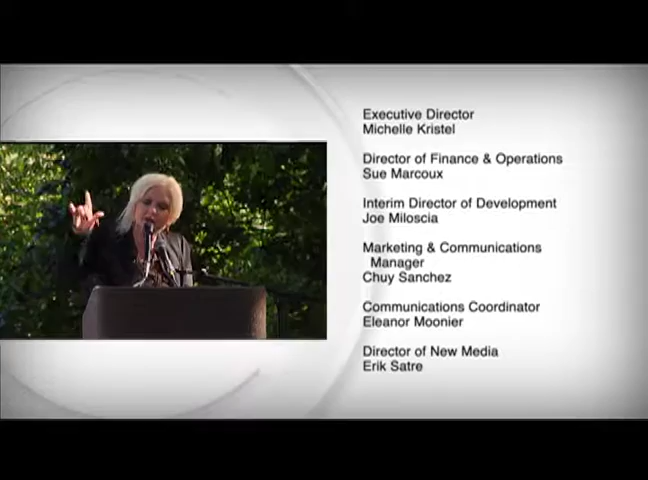 Executive Director
Michelle Kristel
Director of Finance & Operations
Sue Marcoux
Interim Director of Development
Joe Miloscia
Marketing & Communications
Manager
Chuy Sanchez
Communications Coordinator
Eleanor Moonier
Director of New Media
Erik Satre